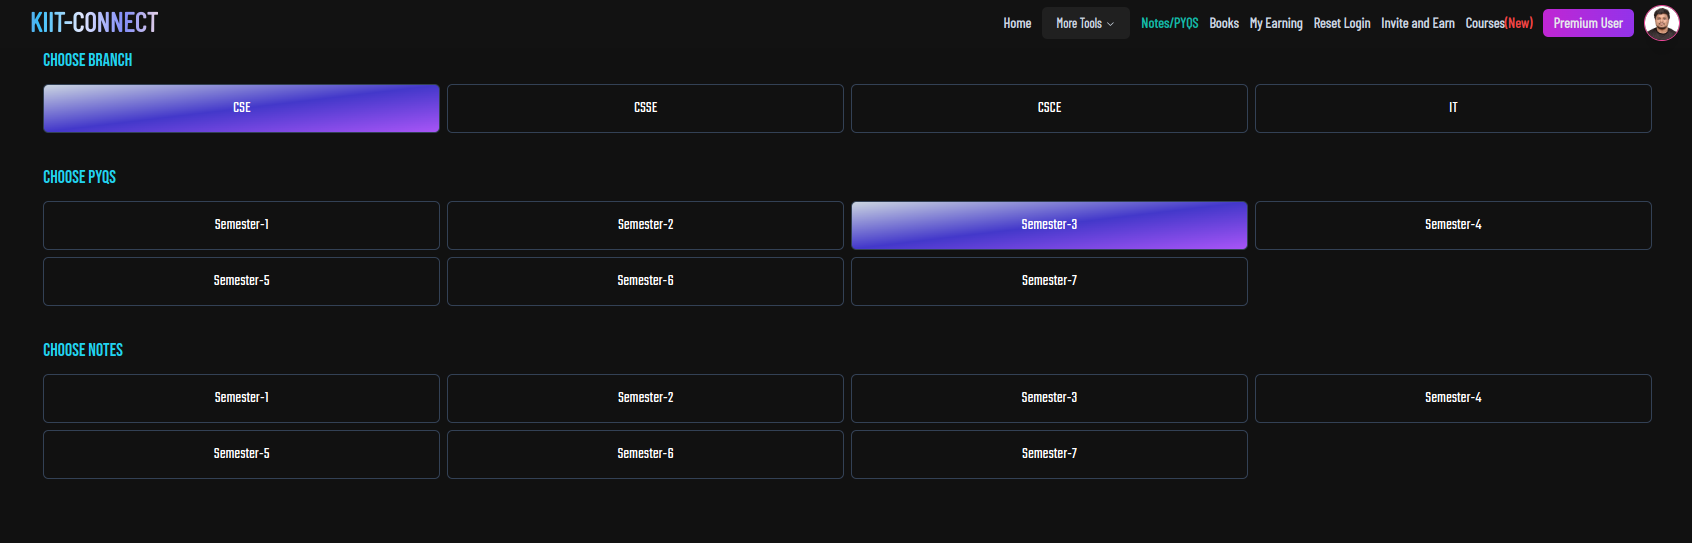 KIIT-CONNECT
Home More Tools Notes/PYQS Books My Earning Reset Login Invite and Earn Courses(New) Premium User
CHOOSE BRANCH
CSE CSSE CSCE IT
CHOOSE PYQS
Semester-1 Semester-2 Semester-3 Semester-4
Semester-5 Semester-6 Semester-7
CHOOSE NOTES
Semester-1 Semester-2 Semester-3 Semester-4
Semester-5 Semester-6 Semester-7